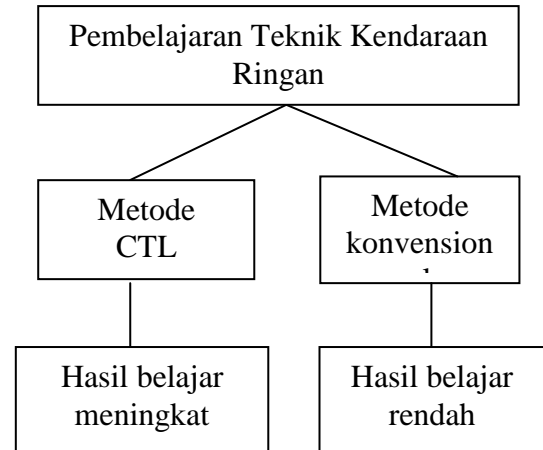 Pembelajaran Teknik Kendaraan
Ringan
Metode
CTL
Metode
konvension
Hasil belajar
meningkat
Hasil belajar
rendah